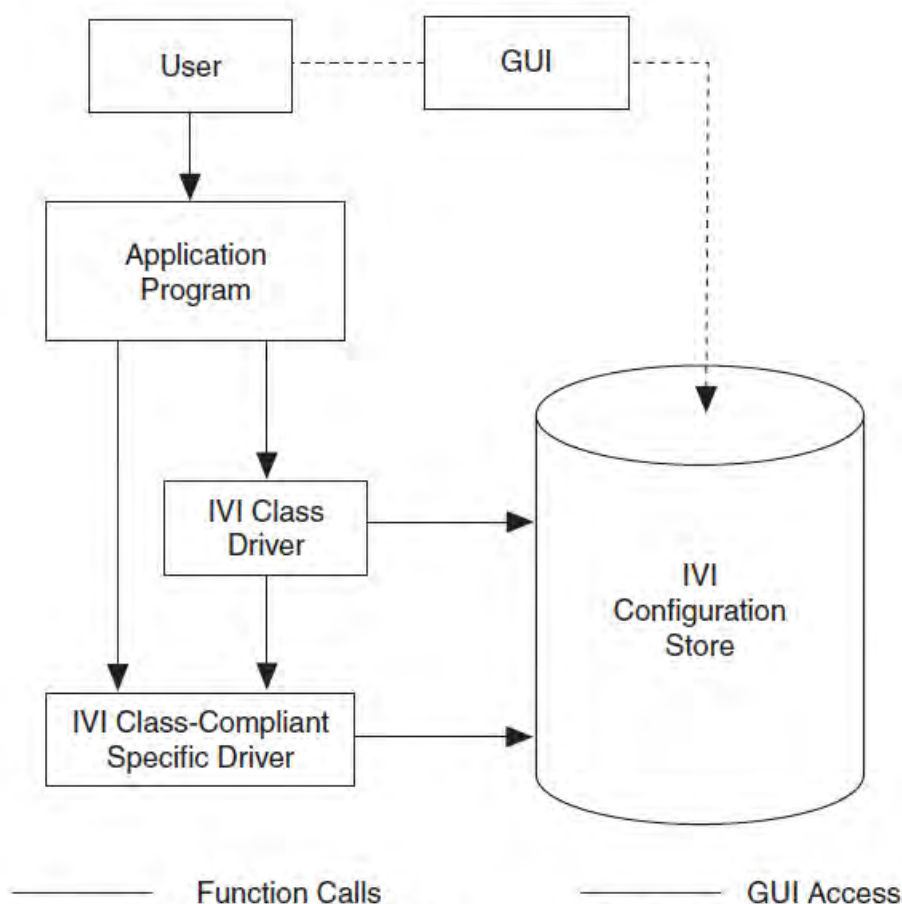 User
GUI
Application
Program
IVI Class
Driver
IVI
Configuration
Store
IVI Class-Compliant
Specific Driver
Function Calls
GUI Access